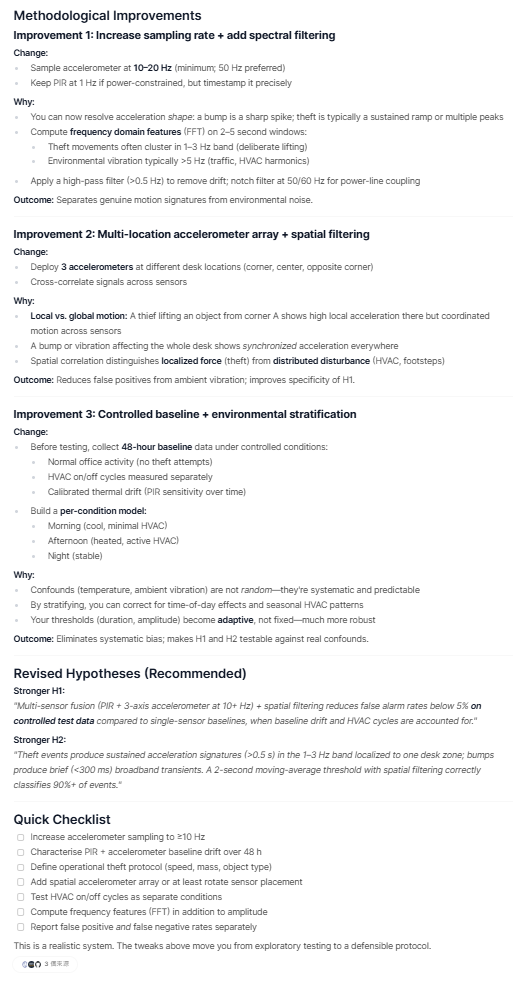 Methodological Improvements
Improvement 1: Increase sampling rate + add spectral filtering
Change:
Sample accelerometer at 10–20 Hz (minimum; 50 Hz preferred)
Keep PIR at 1 Hz if power-constrained, but timestamp it precisely
Why:
You can now resolve acceleration shape: a bump is a sharp spike; theft is typically a sustained ramp or multiple peaks
Compute frequency domain features (FFT) on 2–5 second windows:
Theft movements often cluster in 1–3 Hz band (deliberate lifting)
Environmental vibration typically >5 Hz (traffic, HVAC harmonics)
Apply a high-pass filter (>0.5 Hz) to remove drift; notch filter at 50/60 Hz for power-line coupling
Outcome: Separates genuine motion signatures from environmental noise.
Improvement 2: Multi-location accelerometer array + spatial filtering
Change:
Deploy 3 accelerometers at different desk locations (corner, center, opposite corner)
Cross-correlate signals across sensors
Why:
Local vs. global motion: A thief lifting an object from corner A shows high local acceleration there but coordinated
motion across sensors
A bump or vibration affecting the whole desk shows synchronized acceleration everywhere
Spatial correlation distinguishes localized force (theft) from distributed disturbance (HVAC, footsteps)
Outcome: Reduces false positives from ambient vibration; improves specificity of H1.
Improvement 3: Controlled baseline + environmental stratification
Change:
Before testing, collect 48-hour baseline data under controlled conditions:
Normal office activity (no theft attempts)
HVAC on/off cycles measured separately
Calibrated thermal drift (PIR sensitivity over time)
Build a per-condition model:
Morning (cool, minimal HVAC)
Afternoon (heated, active HVAC)
Night (stable)
Why:
Confounds (temperature, ambient vibration) are not random—they're systematic and predictable
By stratifying, you can correct for time-of-day effects and seasonal HVAC patterns
Your thresholds (duration, amplitude) become adaptive, not fixed—much more robust
Outcome: Eliminates systematic bias; makes H1 and H2 testable against real confounds.
Revised Hypotheses (Recommended)
Stronger H1:
"Multi-sensor fusion (PIR + 3-axis accelerometer at 10+ Hz) + spatial filtering reduces false alarm rates below 5% on
controlled test data compared to single-sensor baselines, when baseline drift and HVAC cycles are accounted for."
Stronger H2:
"Theft events produce sustained acceleration signatures (>0.5 s) in the 1–3 Hz band localized to one desk zone; bumps
produce brief (<300 ms) broadband transients. A 2-second moving-average threshold with spatial filtering correctly
classifies 90%+ of events."
Quick Checklist
Increase accelerometer sampling to ≥10 Hz
Characterise PIR + accelerometer baseline drift over 48 h
Define operational theft protocol (speed, mass, object type)
Add spatial accelerometer array or at least rotate sensor placement
Test HVAC on/off cycles as separate conditions
Compute frequency features (FFT) in addition to amplitude
Report false positive and false negative rates separately
This is a realistic system. The tweaks above move you from exploratory testing to a defensible protocol.
3 個來源